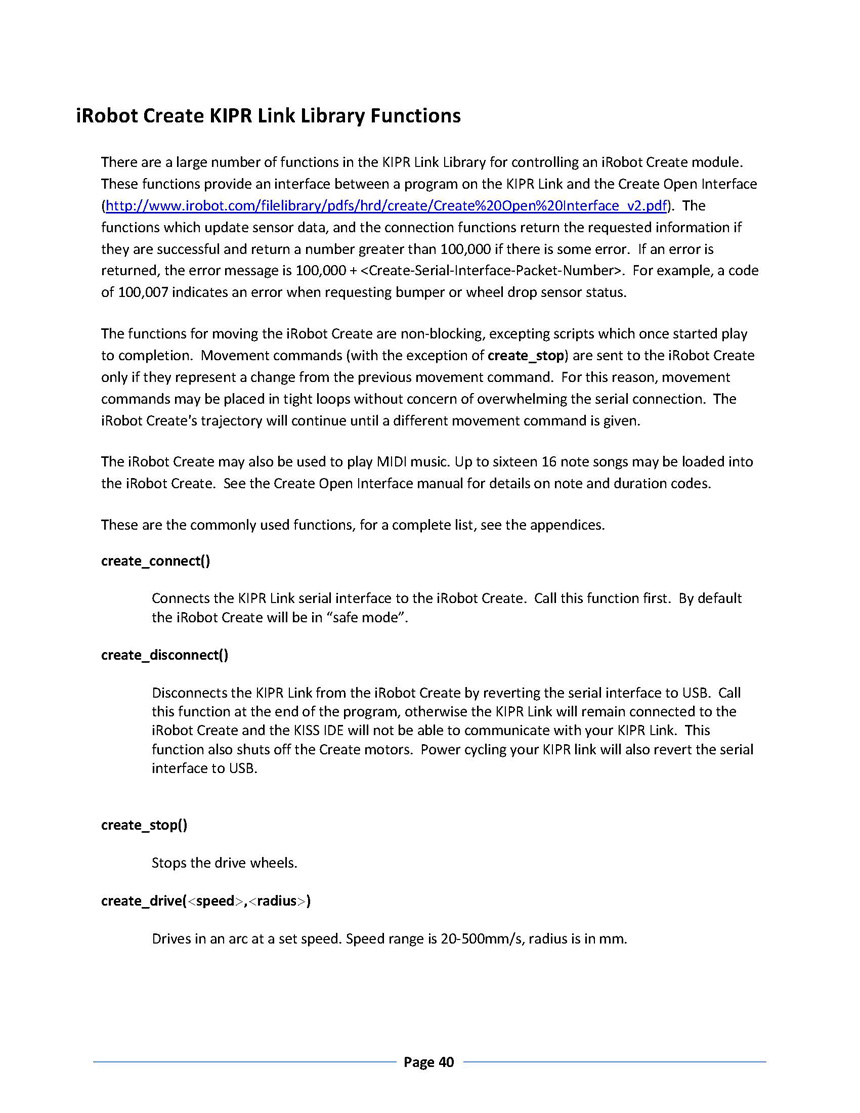 iRobot Create KIPR Link Library Functions
There are a large number of functions in the KIPR Link Library for controlling an iRobot Create module.
These functions provide an interface between a program on the KIPR Link and the Create Open Interface
(http://www.irobot.com/filelibrary/pdfs/hrd/create/Create%20Open%20Interface_v2.pdf).  The
functions which update sensor data, and the connection functions return the requested information if
they are successful and return a number greater than 100,000 if there is some error.  If an error is
returned, the error message is 100,000 + <Create-Serial-Interface-Packet-Number>.  For example, a code
of 100,007 indicates an error when requesting bumper or wheel drop sensor status.
The functions for moving the iRobot Create are non-blocking, excepting scripts which once started play
to completion.  Movement commands (with the exception of create_stop) are sent to the iRobot Create
only if they represent a change from the previous movement command.  For this reason, movement
commands may be placed in tight loops without concern of overwhelming the serial connection.  The
iRobot Create's trajectory will continue until a different movement command is given.
The iRobot Create may also be used to play MIDI music. Up to sixteen 16 note songs may be loaded into
the iRobot Create.  See the Create Open Interface manual for details on note and duration codes.
These are the commonly used functions, for a complete list, see the appendices.
create_connect()
Connects the KIPR Link serial interface to the iRobot Create.  Call this function first.  By default
the iRobot Create will be in “safe mode”.
create_disconnect()
Disconnects the KIPR Link from the iRobot Create by reverting the serial interface to USB.  Call
this function at the end of the program, otherwise the KIPR Link will remain connected to the
iRobot Create and the KISS IDE will not be able to communicate with your KIPR Link.  This
function also shuts off the Create motors.  Power cycling your KIPR link will also revert the serial
interface to USB.
create_stop()
Stops the drive wheels.
create_drive(<speed>,<radius>)
Drives in an arc at a set speed. Speed range is 20-500mm/s, radius is in mm.
Page 40